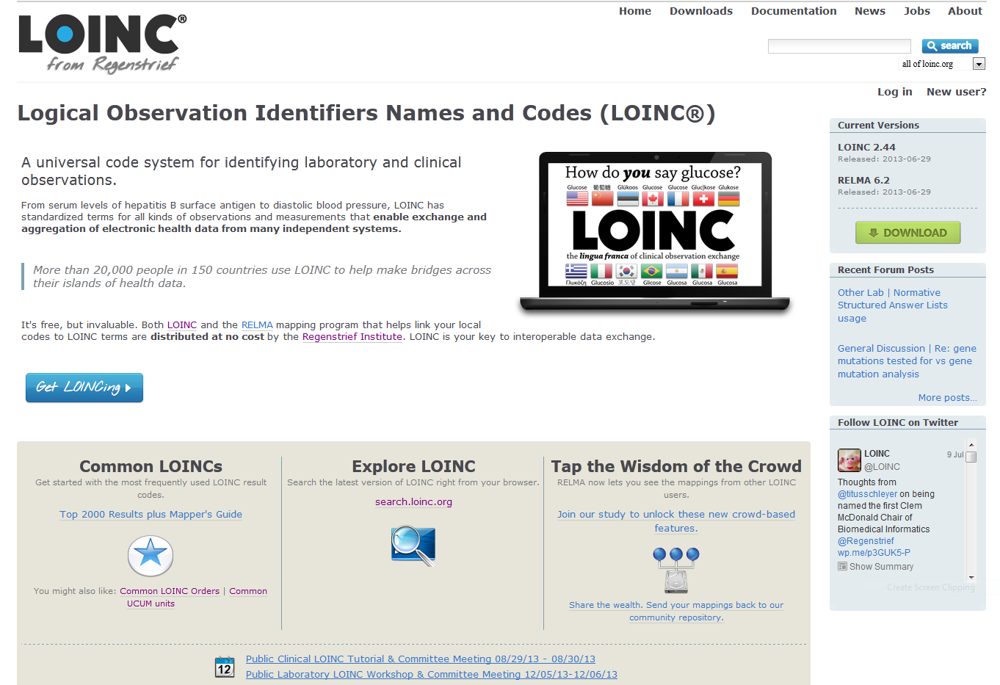 LOINC®
from Regenstrief
Home Downloads Documentation News Jobs About
search
all of loinc.org
Log in New user?
Logical Observation Identifiers Names and Codes (LOINC®)
A universal code system for identifying laboratory and clinical
observations.
From serum levels of hepatitis B surface antigen to diastolic blood pressure, LOINC has
standardized terms for all kinds of observations and measurements that enable exchange and
aggregation of electronic health data from many independent systems.
More than 20,000 people in 150 countries use LOINC to help make bridges across
their islands of health data.
It's free, but invaluable. Both LOINC and the RELMA mapping program that helps link your local
codes to LOINC terms are distributed at no cost by the Regenstrief Institute. LOINC is your key to interoperable data exchange.
Get LOINCing
How do you say glucose?
Glucose 葡萄糖 Glükoos Glucose Glucose Gluc|kose Glukose
LOINC
the lingua franca of clinical observation exchange
Γλυκόζη Glucosio 포도당 Glicose Glucosa Glucosa Glucosa
Current Versions
LOINC 2.44
Released: 2013-06-29
RELMA 6.2
Released: 2013-06-29
DOWNLOAD
Recent Forum Posts
Other Lab | Normative
Structured Answer Lists
usage
General Discussion | Re: gene
mutations tested for vs gene
mutation analysis
More posts...
Follow LOINC on Twitter
LOINC 9 Jul
@LOINC
Thoughts from
@titusschleyer on being
named the first Clem
McDonald Chair of
Biomedical Informatics
@Regenstrief
wp.me/p3GUK5-P
Show Summary
Create Screen Clipping
Common LOINCs
Get started with the most frequently used LOINC result
codes.
Top 2000 Results plus Mapper's Guide
You might also like: Common LOINC Orders | Common
UCUM units
Explore LOINC
Search the latest version of LOINC right from your browser.
search.loinc.org
Tap the Wisdom of the Crowd
RELMA now lets you see the mappings from other LOINC
users.
Join our study to unlock these new crowd-based
features.
Share the wealth. Send your mappings back to our
community repository.
12
Public Clinical LOINC Tutorial & Committee Meeting 08/29/13 - 08/30/13
Public Laboratory LOINC Workshop & Committee Meeting 12/05/13-12/06/13